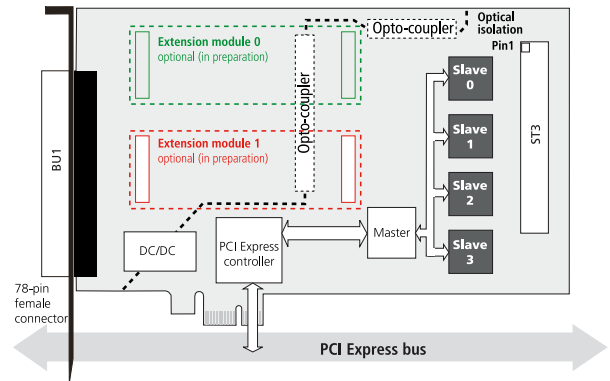 Opto-coupler
Optical
isolation
Pin1
Extension module 0
optional (in preparation)
Opto-coupler
Slave
0
BU1
Slave
1
ST3
Extension module 1
optional (in preparation)
Slave
2
DC/DC
PCI Express
controller
Master
Slave
3
78-pin
female
connector
PCI Express bus